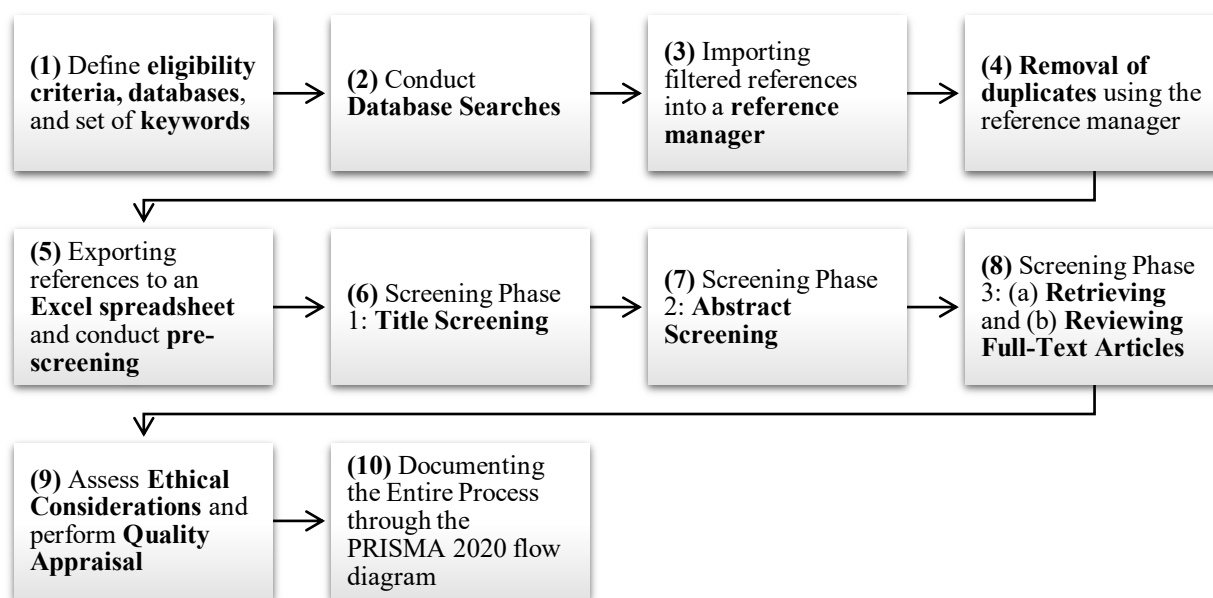 (1) Define eligibility
criteria, databases,
and set of keywords
(2) Conduct
Database Searches
(3) Importing
filtered references
into a reference
manager
(4) Removal of
duplicates using the
reference manager
(5) Exporting
references to an
Excel spreadsheet
and conduct pre-
screening
(6) Screening Phase
1: Title Screening
(7) Screening Phase
2: Abstract
Screening
(8) Screening Phase
3: (a) Retrieving
and (b) Reviewing
Full-Text Articles
(9) Assess Ethical
Considerations and
perform Quality
Appraisal
(10) Documenting
the Entire Process
through the
PRISMA 2020 flow
diagram